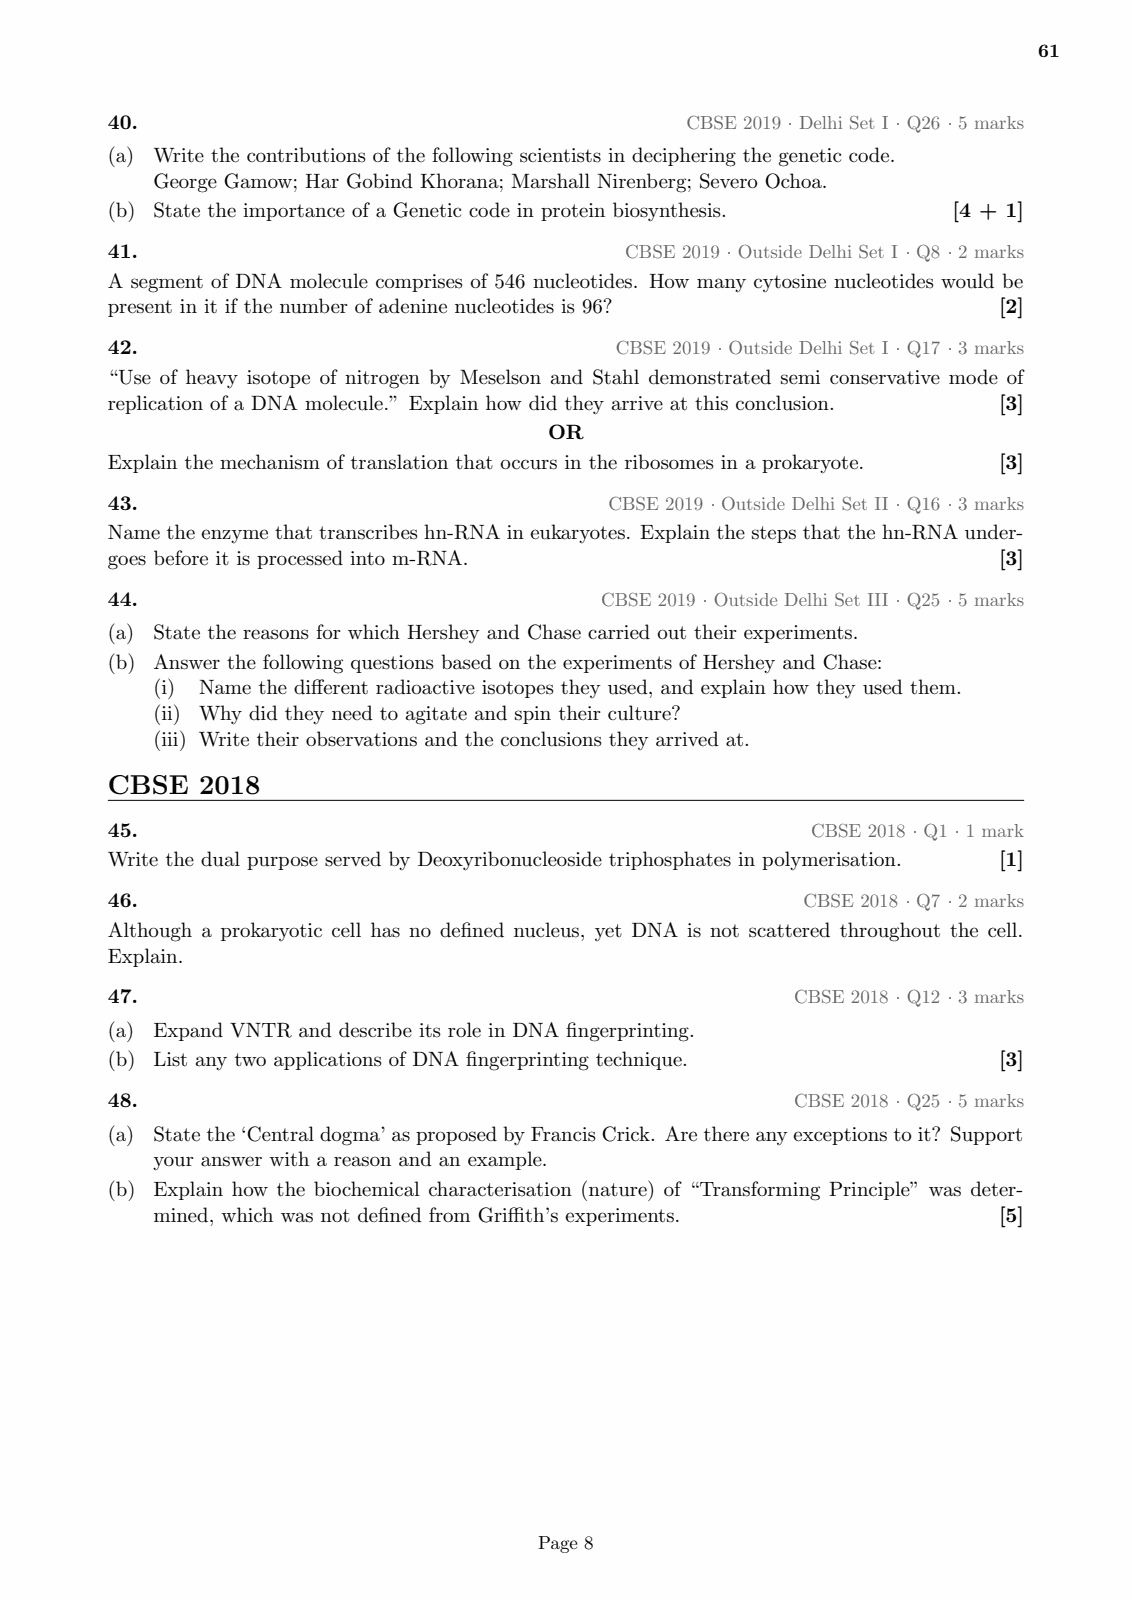 61
40. CBSE 2019 · Delhi Set I · Q26 · 5 marks
(a) Write the contributions of the following scientists in deciphering the genetic code.
George Gamow; Har Gobind Khorana; Marshall Nirenberg; Severo Ochoa.
(b) State the importance of a Genetic code in protein biosynthesis. [4 + 1]
41. CBSE 2019 · Outside Delhi Set I · Q8 · 2 marks
A segment of DNA molecule comprises of 546 nucleotides. How many cytosine nucleotides would be
present in it if the number of adenine nucleotides is 96? [2]
42. CBSE 2019 · Outside Delhi Set I · Q17 · 3 marks
“Use of heavy isotope of nitrogen by Meselson and Stahl demonstrated semi conservative mode of
replication of a DNA molecule.” Explain how did they arrive at this conclusion. [3]
OR
Explain the mechanism of translation that occurs in the ribosomes in a prokaryote. [3]
43. CBSE 2019 · Outside Delhi Set II · Q16 · 3 marks
Name the enzyme that transcribes hn-RNA in eukaryotes. Explain the steps that the hn-RNA under-
goes before it is processed into m-RNA. [3]
44. CBSE 2019 · Outside Delhi Set III · Q25 · 5 marks
(a) State the reasons for which Hershey and Chase carried out their experiments.
(b) Answer the following questions based on the experiments of Hershey and Chase:
(i) Name the different radioactive isotopes they used, and explain how they used them.
(ii) Why did they need to agitate and spin their culture?
(iii) Write their observations and the conclusions they arrived at.
CBSE 2018
45. CBSE 2018 · Q1 · 1 mark
Write the dual purpose served by Deoxyribonucleoside triphosphates in polymerisation. [1]
46. CBSE 2018 · Q7 · 2 marks
Although a prokaryotic cell has no defined nucleus, yet DNA is not scattered throughout the cell.
Explain.
47. CBSE 2018 · Q12 · 3 marks
(a) Expand VNTR and describe its role in DNA fingerprinting.
(b) List any two applications of DNA fingerprinting technique. [3]
48. CBSE 2018 · Q25 · 5 marks
(a) State the ‘Central dogma’ as proposed by Francis Crick. Are there any exceptions to it? Support
your answer with a reason and an example.
(b) Explain how the biochemical characterisation (nature) of “Transforming Principle” was deter-
mined, which was not defined from Griffith’s experiments. [5]
Page 8